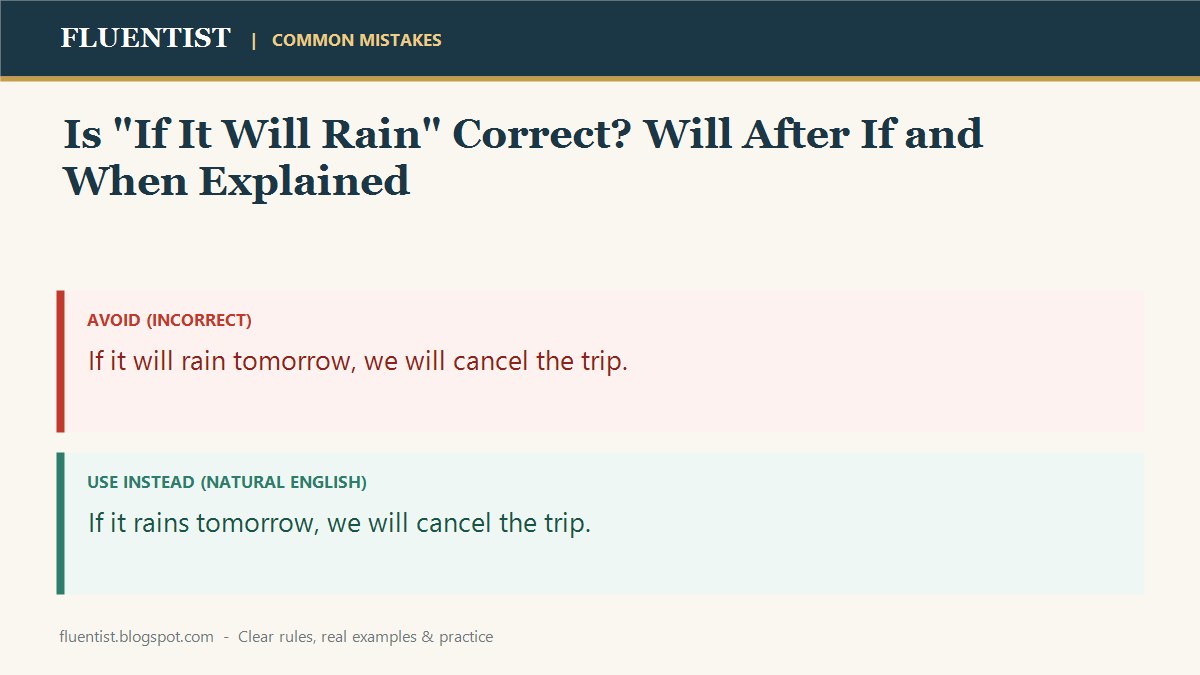 FLUENTIST | COMMON MISTAKES
Is "If It Will Rain" Correct? Will After If and
When Explained
AVOID (INCORRECT)
If it will rain tomorrow, we will cancel the trip.
USE INSTEAD (NATURAL ENGLISH)
If it rains tomorrow, we will cancel the trip.
fluentist.blogspot.com - Clear rules, real examples & practice